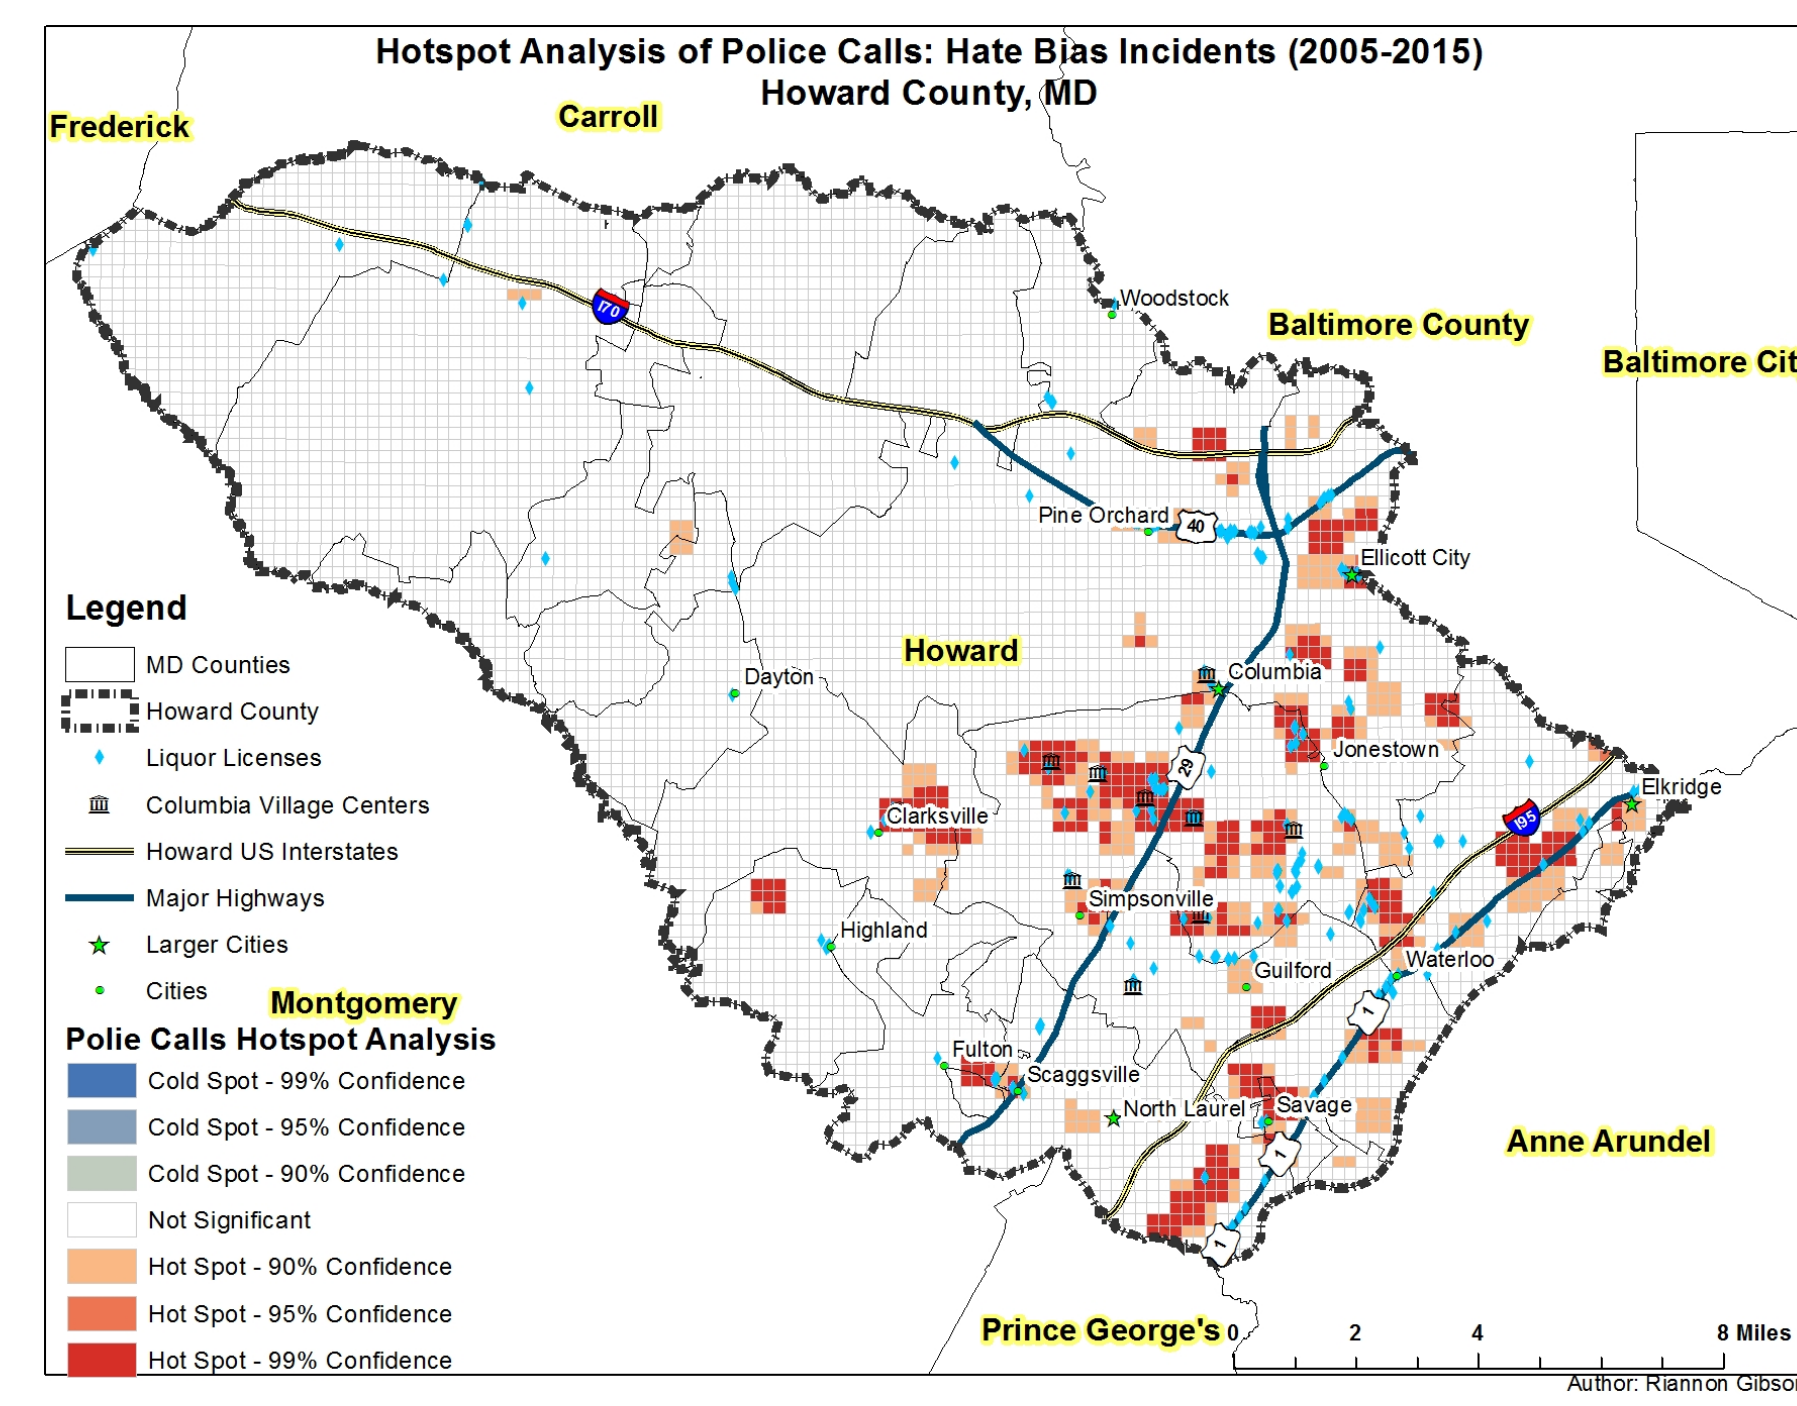 Hotspot Analysis of Police Calls: Hate Bias Incidents (2005-2015)
Howard County, MD
Frederick
Carroll
Woodstock
Baltimore County
Baltimore Cit
170
Pine Orchard
40
Ellicott City
Howard
Columbia
Dayton
Jonestown
29
Elkridge
195
Clarksville
Simpsonville
Highland
Guilford
Waterloo
1
Fulton
Scaggsville
North Laurel
Savage
1
1
Montgomery
Anne Arundel
Prince George's
Legend
MD Counties
Howard County
Liquor Licenses
Columbia Village Centers
Howard US Interstates
Major Highways
Larger Cities
Cities
Polie Calls Hotspot Analysis
Cold Spot - 99% Confidence
Cold Spot - 95% Confidence
Cold Spot - 90% Confidence
Not Significant
Hot Spot - 90% Confidence
Hot Spot - 95% Confidence
Hot Spot - 99% Confidence
0 2 4 8 Miles
Author: Riannon Gibson